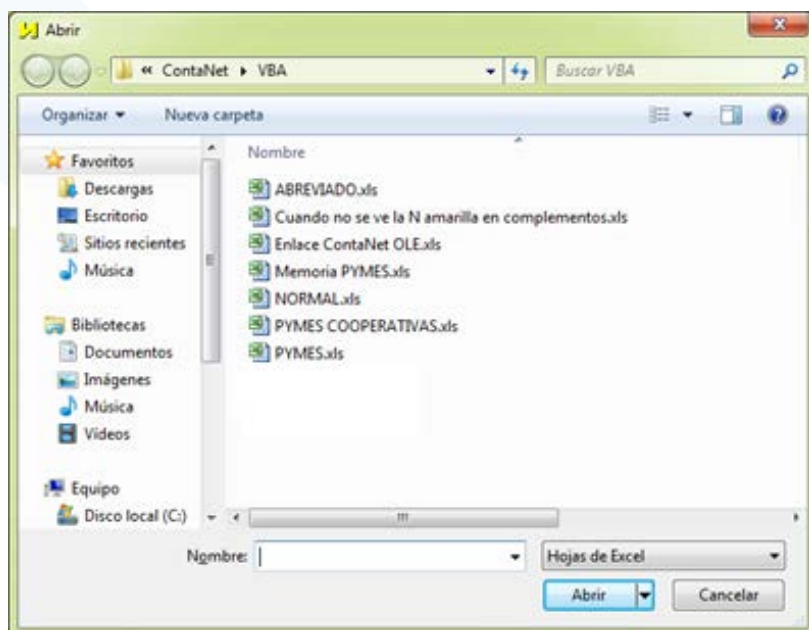 Abrir
« ContaNet ▸ VBA
Buscar VBA
Organizar
Nueva carpeta
Favoritos
Descargas
Escritorio
Sitios recientes
Música
Bibliotecas
Documentos
Imágenes
Música
Vídeos
Equipo
Disco local (C:)
Nombre
ABREVIADO.xls
Cuando no se ve la N amarilla en complementos.xls
Enlace ContaNet OLE.xls
Memoria PYMES.xls
NORMAL.xls
PYMES COOPERATIVAS.xls
PYMES.xls
Nombre:
Hojas de Excel
Abrir
Cancelar